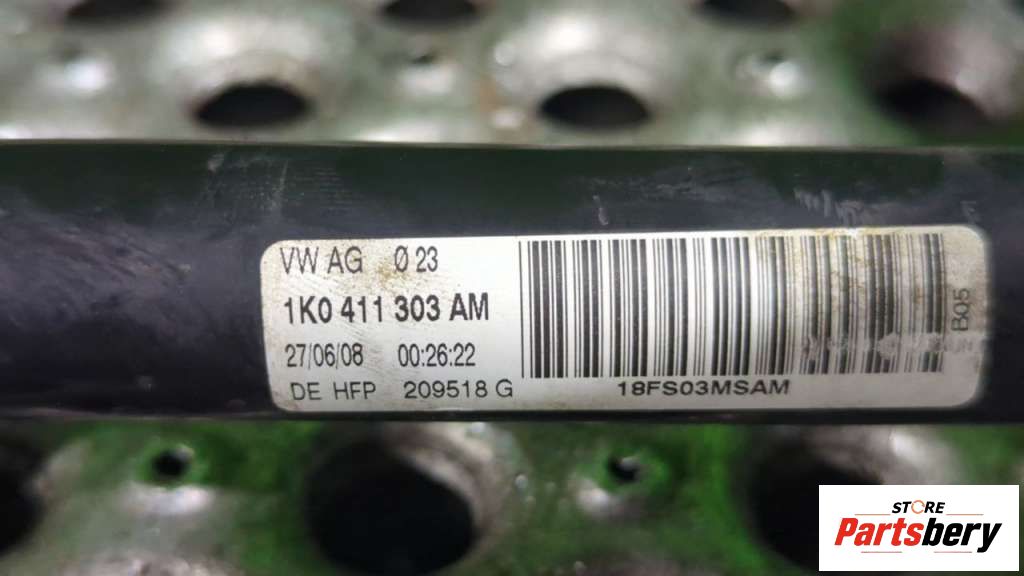 VW AG Ø 23
1K0 411 303 AM
27/06/08 00:26:22
DE HFP 209518 G
18FS03MSAM
B05
STORE
Partsbery